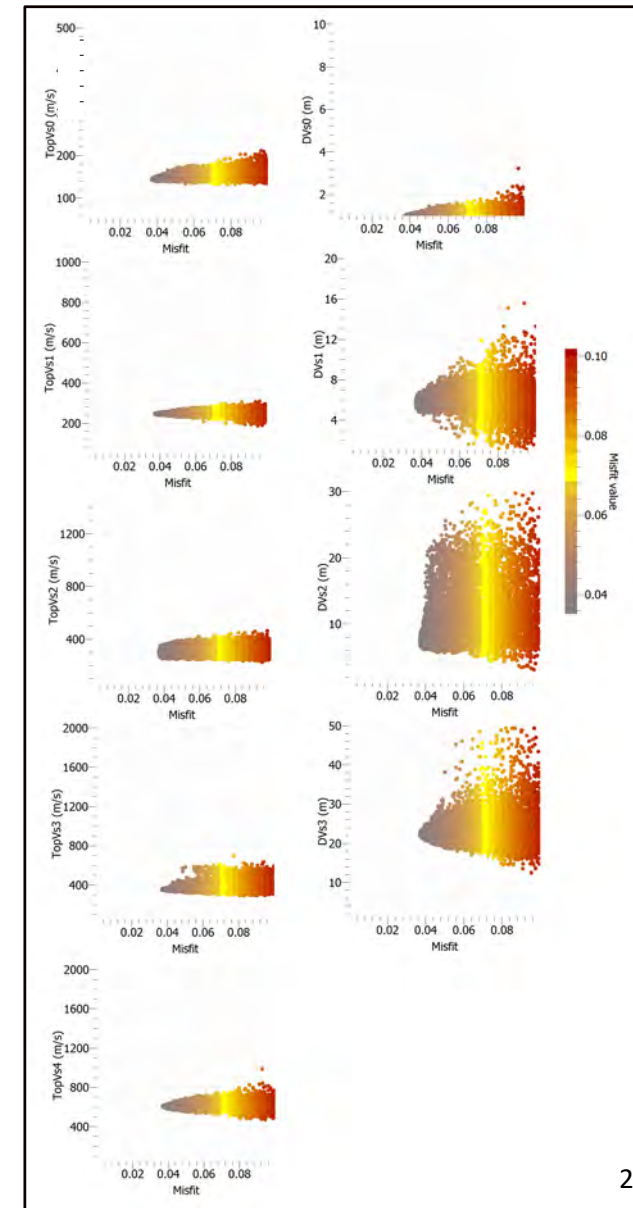 TopVs0 (m/s)
500
200
100
0.02 0.04 0.06 0.08
Misfit
DVs0 (m)
10
8
6
4
2
0.02 0.04 0.06 0.08
Misfit
TopVs1 (m/s)
1000
800
600
400
200
0.02 0.04 0.06 0.08
Misfit
DVs1 (m)
20
16
12
8
4
0.02 0.04 0.06 0.08
Misfit
0.10
0.08
0.06
0.04
Misfit value
TopVs2 (m/s)
1200
800
400
0.02 0.04 0.06 0.08
Misfit
DVs2 (m)
30
20
10
0.02 0.04 0.06 0.08
Misfit
TopVs3 (m/s)
2000
1600
1200
800
400
0.02 0.04 0.06 0.08
Misfit
DVs3 (m)
50
40
30
20
10
0.02 0.04 0.06 0.08
Misfit
TopVs4 (m/s)
2000
1600
1200
800
400
0.02 0.04 0.06 0.08
Misfit
2